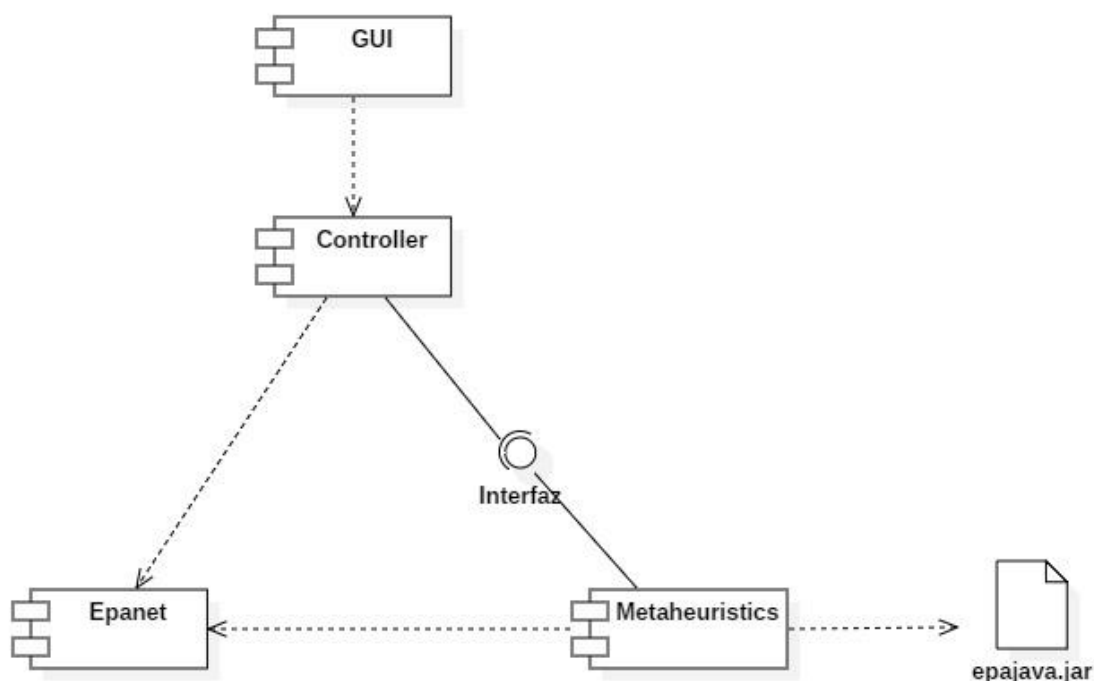 GUI
Controller
Interfaz
Epanet
Metaheuristics
epajava.jar